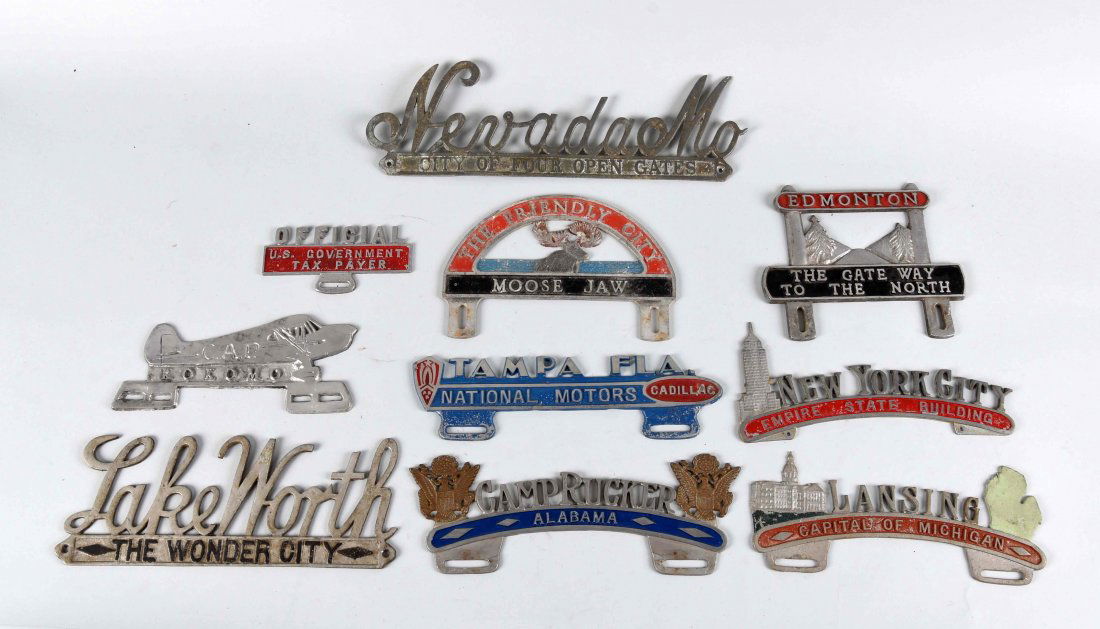 Nevada Mo
CITY OF FOUR OPEN GATES
OFFICIAL
U.S. GOVERNMENT
TAX PAYER
THE FRIENDLY CITY
MOOSE JAW
EDMONTON
THE GATE WAY
TO THE NORTH
C.A.P.
KOKOMO
TAMPA FLA.
NATIONAL MOTORS
CADILLAC
NEW YORK CITY
EMPIRE STATE BUILDING
Lake Worth
THE WONDER CITY
CAMP RUCKER
ALABAMA
LANSING
CAPITAL OF MICHIGAN